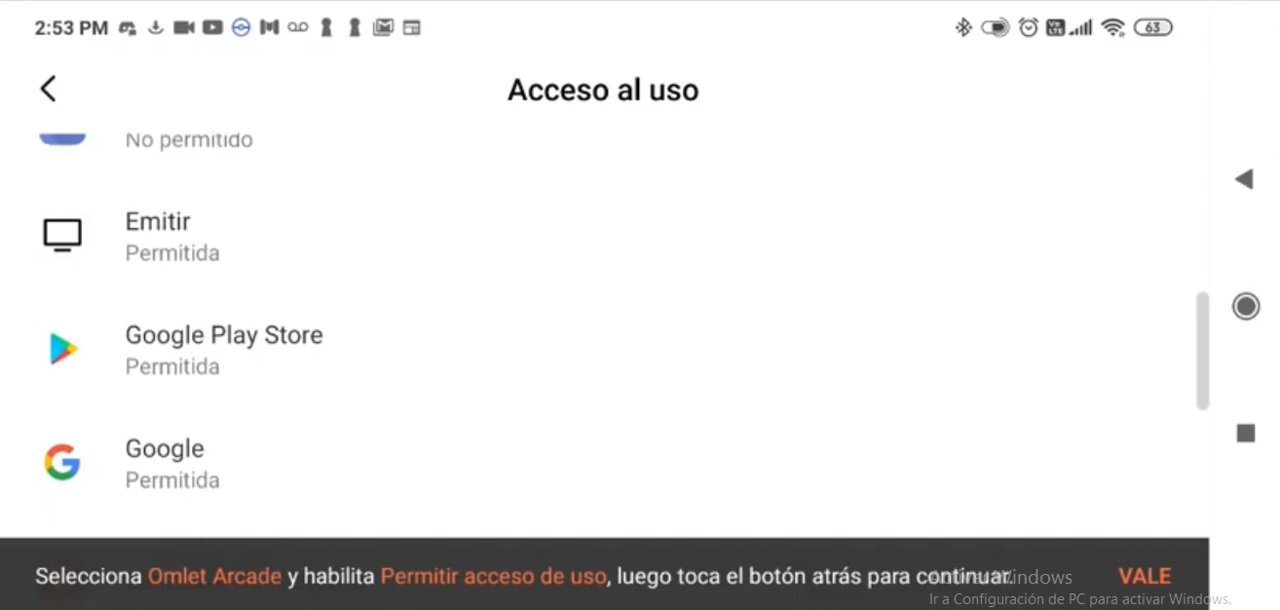 2:53 PM
63
Acceso al uso
No permitido
Emitir
Permitida
Google Play Store
Permitida
Google
Permitida
Selecciona Omlet Arcade y habilita Permitir acceso de uso, luego toca el botón atrás para continuar.
VALE
Activar Windows
Ir a Configuración de PC para activar Windows.